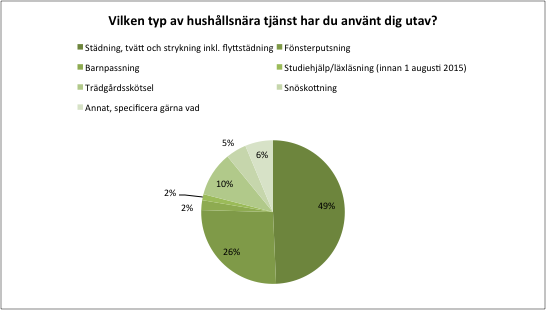 Vilken typ av hushållsnära tjänst har du använt dig utav?
Städning, tvätt och strykning inkl. flyttstädning
Fönsterputsning
Barnpassning
Studiehjälp/läxläsning (innan 1 augusti 2015)
Trädgårdsskötsel
Snöskottning
Annat, specificera gärna vad
5%
6%
10%
2%
2%
49%
26%